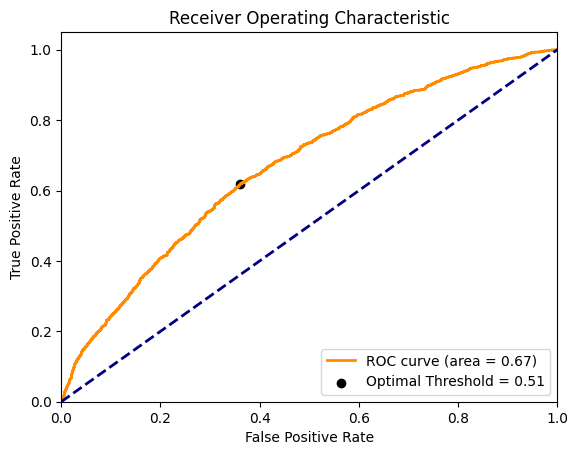 Receiver Operating Characteristic
True Positive Rate
1.0
0.8
0.6
0.4
0.2
0.0
ROC curve (area = 0.67)
Optimal Threshold = 0.51
0.0 0.2 0.4 0.6 0.8 1.0
False Positive Rate